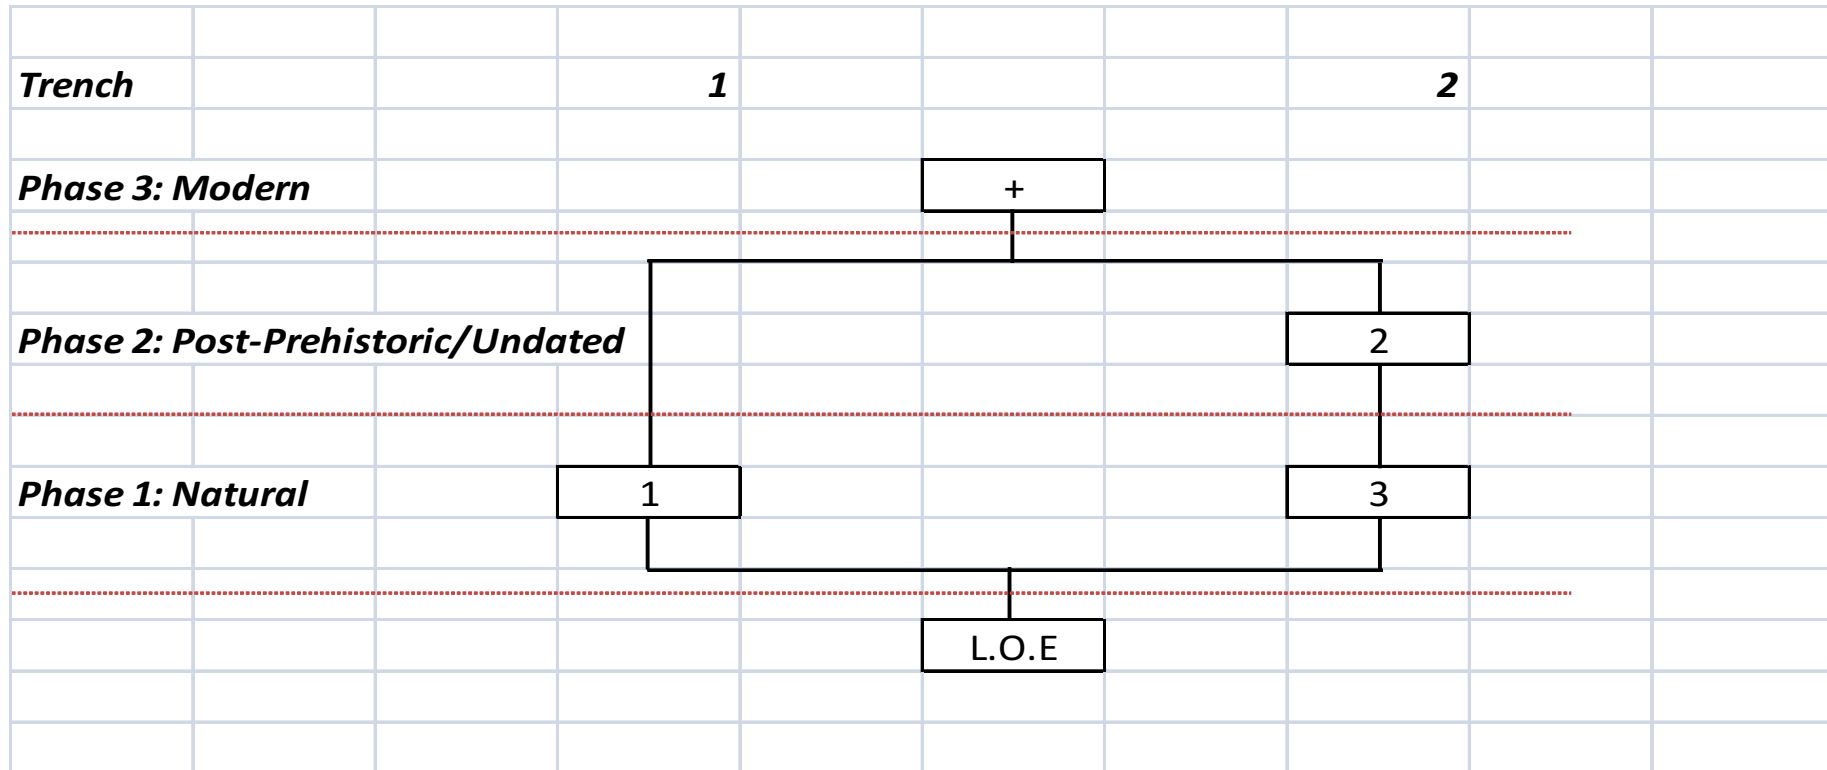 Trench 1 2
Phase 3: Modern +
Phase 2: Post-Prehistoric/Undated 2
Phase 1: Natural 1 3
L.O.E